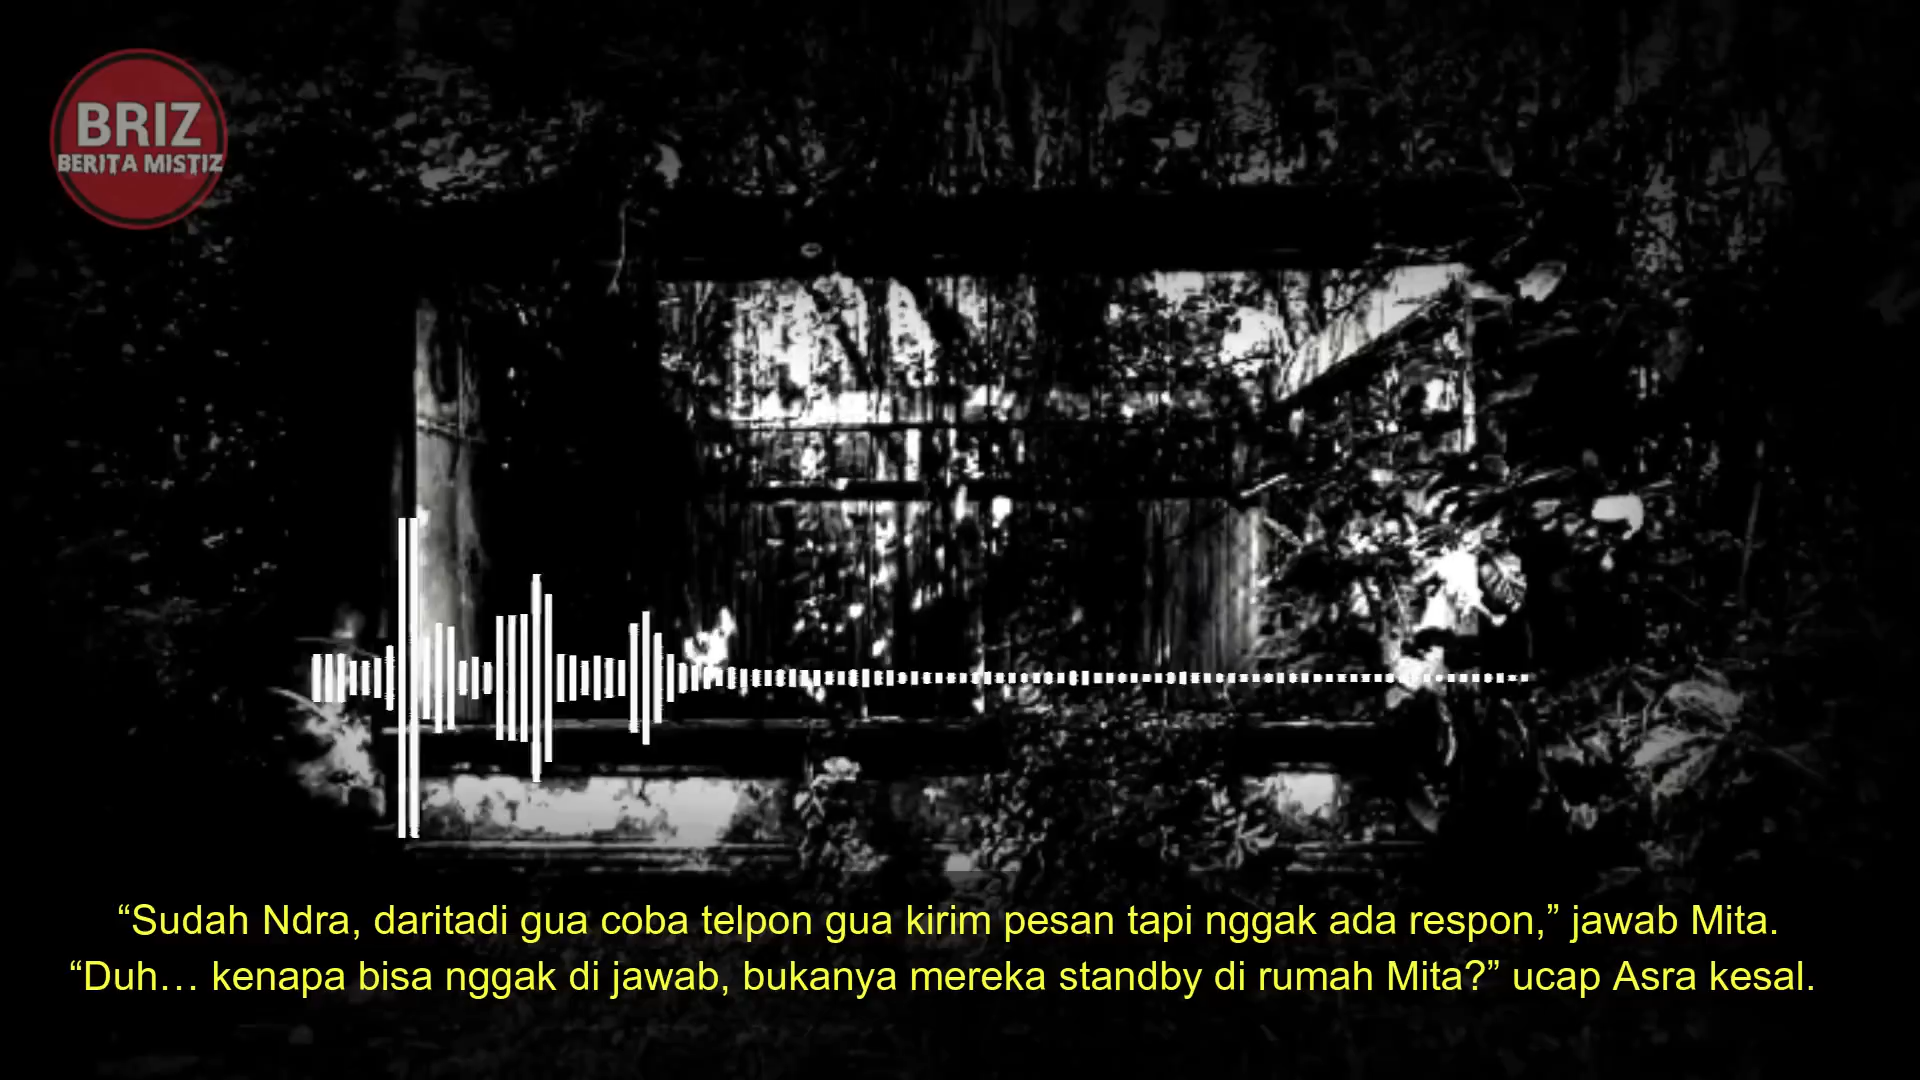 BRIZ
BERITA MISTIZ
“Sudah Ndra, daritadi gua coba telpon gua kirim pesan tapi nggak ada respon,” jawab Mita.
“Duh… kenapa bisa nggak di jawab, bukanya mereka standby di rumah Mita?” ucap Asra kesal.